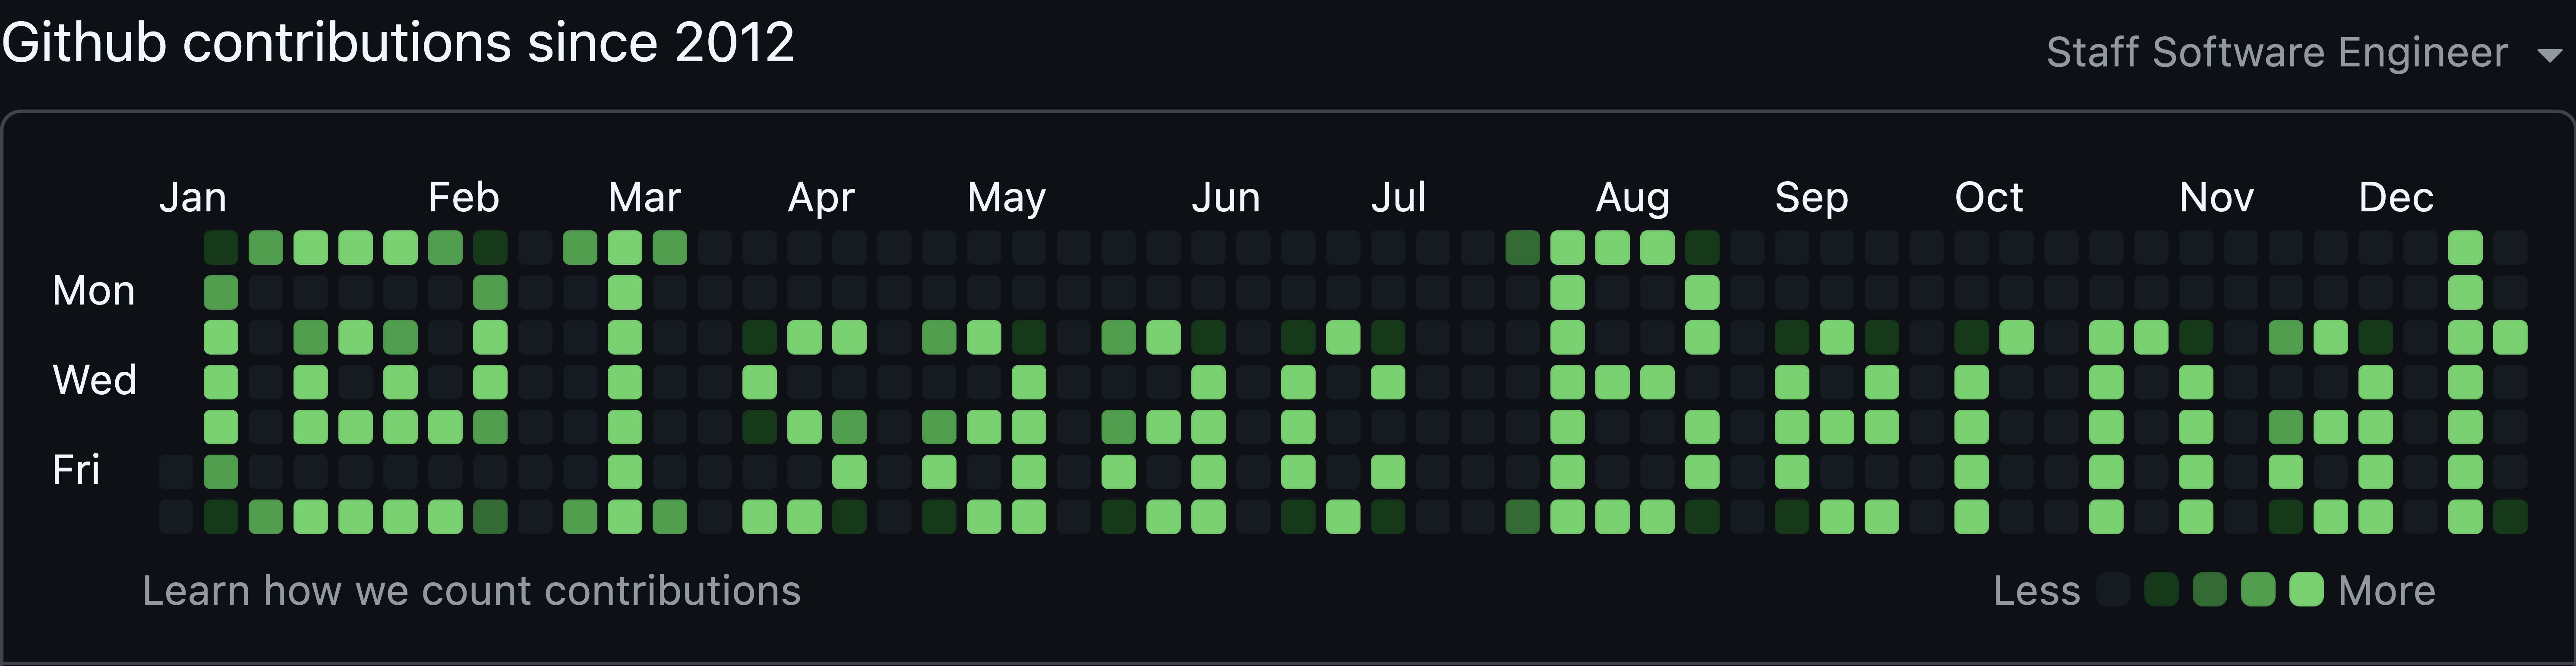 Github contributions since 2012
Staff Software Engineer
Jan Feb Mar Apr May Jun Jul Aug Sep Oct Nov Dec
Mon
Wed
Fri
@IsaacBernat
Learn how we count contributions
Less More